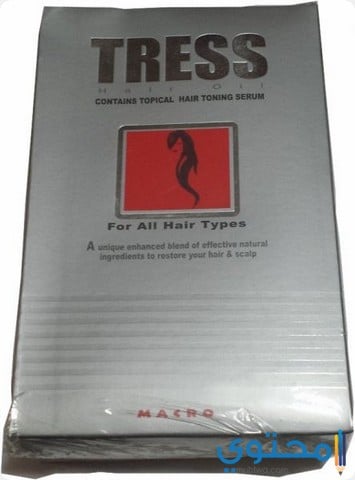 TRESS
Hair Oil
CONTAINS TOPICAL HAIR TONING SERUM
For All Hair Types
A unique enhanced blend of effective natural
ingredients to restore your hair & scalp
MACRO
محتوى